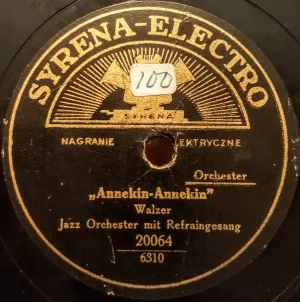 SYRENA-ELECTRO
100
SYRENA
NAGRANIE EKTRYCZNE
Orchester
„Annekin-Annekin"
Walzer
Jazz Orchester mit Refraingesang
20064
6310